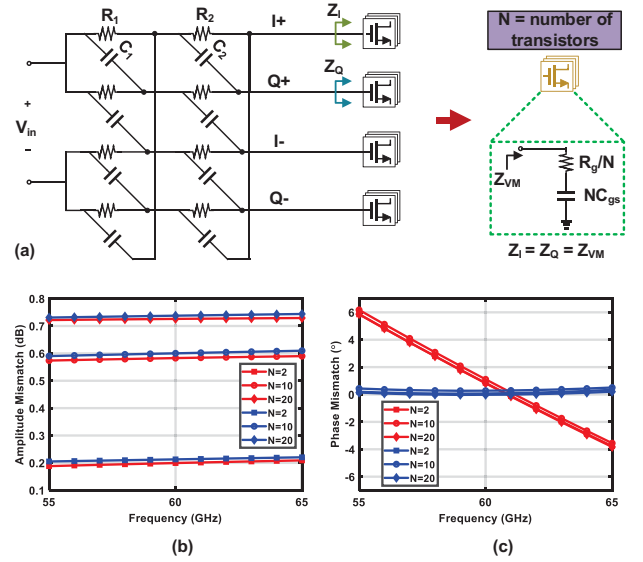 (a)
R1
C1
R2
C2
I+
Q+
I-
Q-
+
Vin
−
ZI
ZQ
N = number of
transistors
ZVM
Rg/N
NCgs
ZI = ZQ = ZVM
Amplitude Mismatch (dB)
0.8
0.7
0.6
0.5
0.4
0.3
0.2
0.1
55
60
65
Frequency (GHz)
N=2
N=10
N=20
N=2
N=10
N=20
(b)
Phase Mismatch (°)
6
4
2
0
-2
-4
55
60
65
Frequency (GHz)
N=2
N=10
N=20
N=2
N=10
N=20
(c)